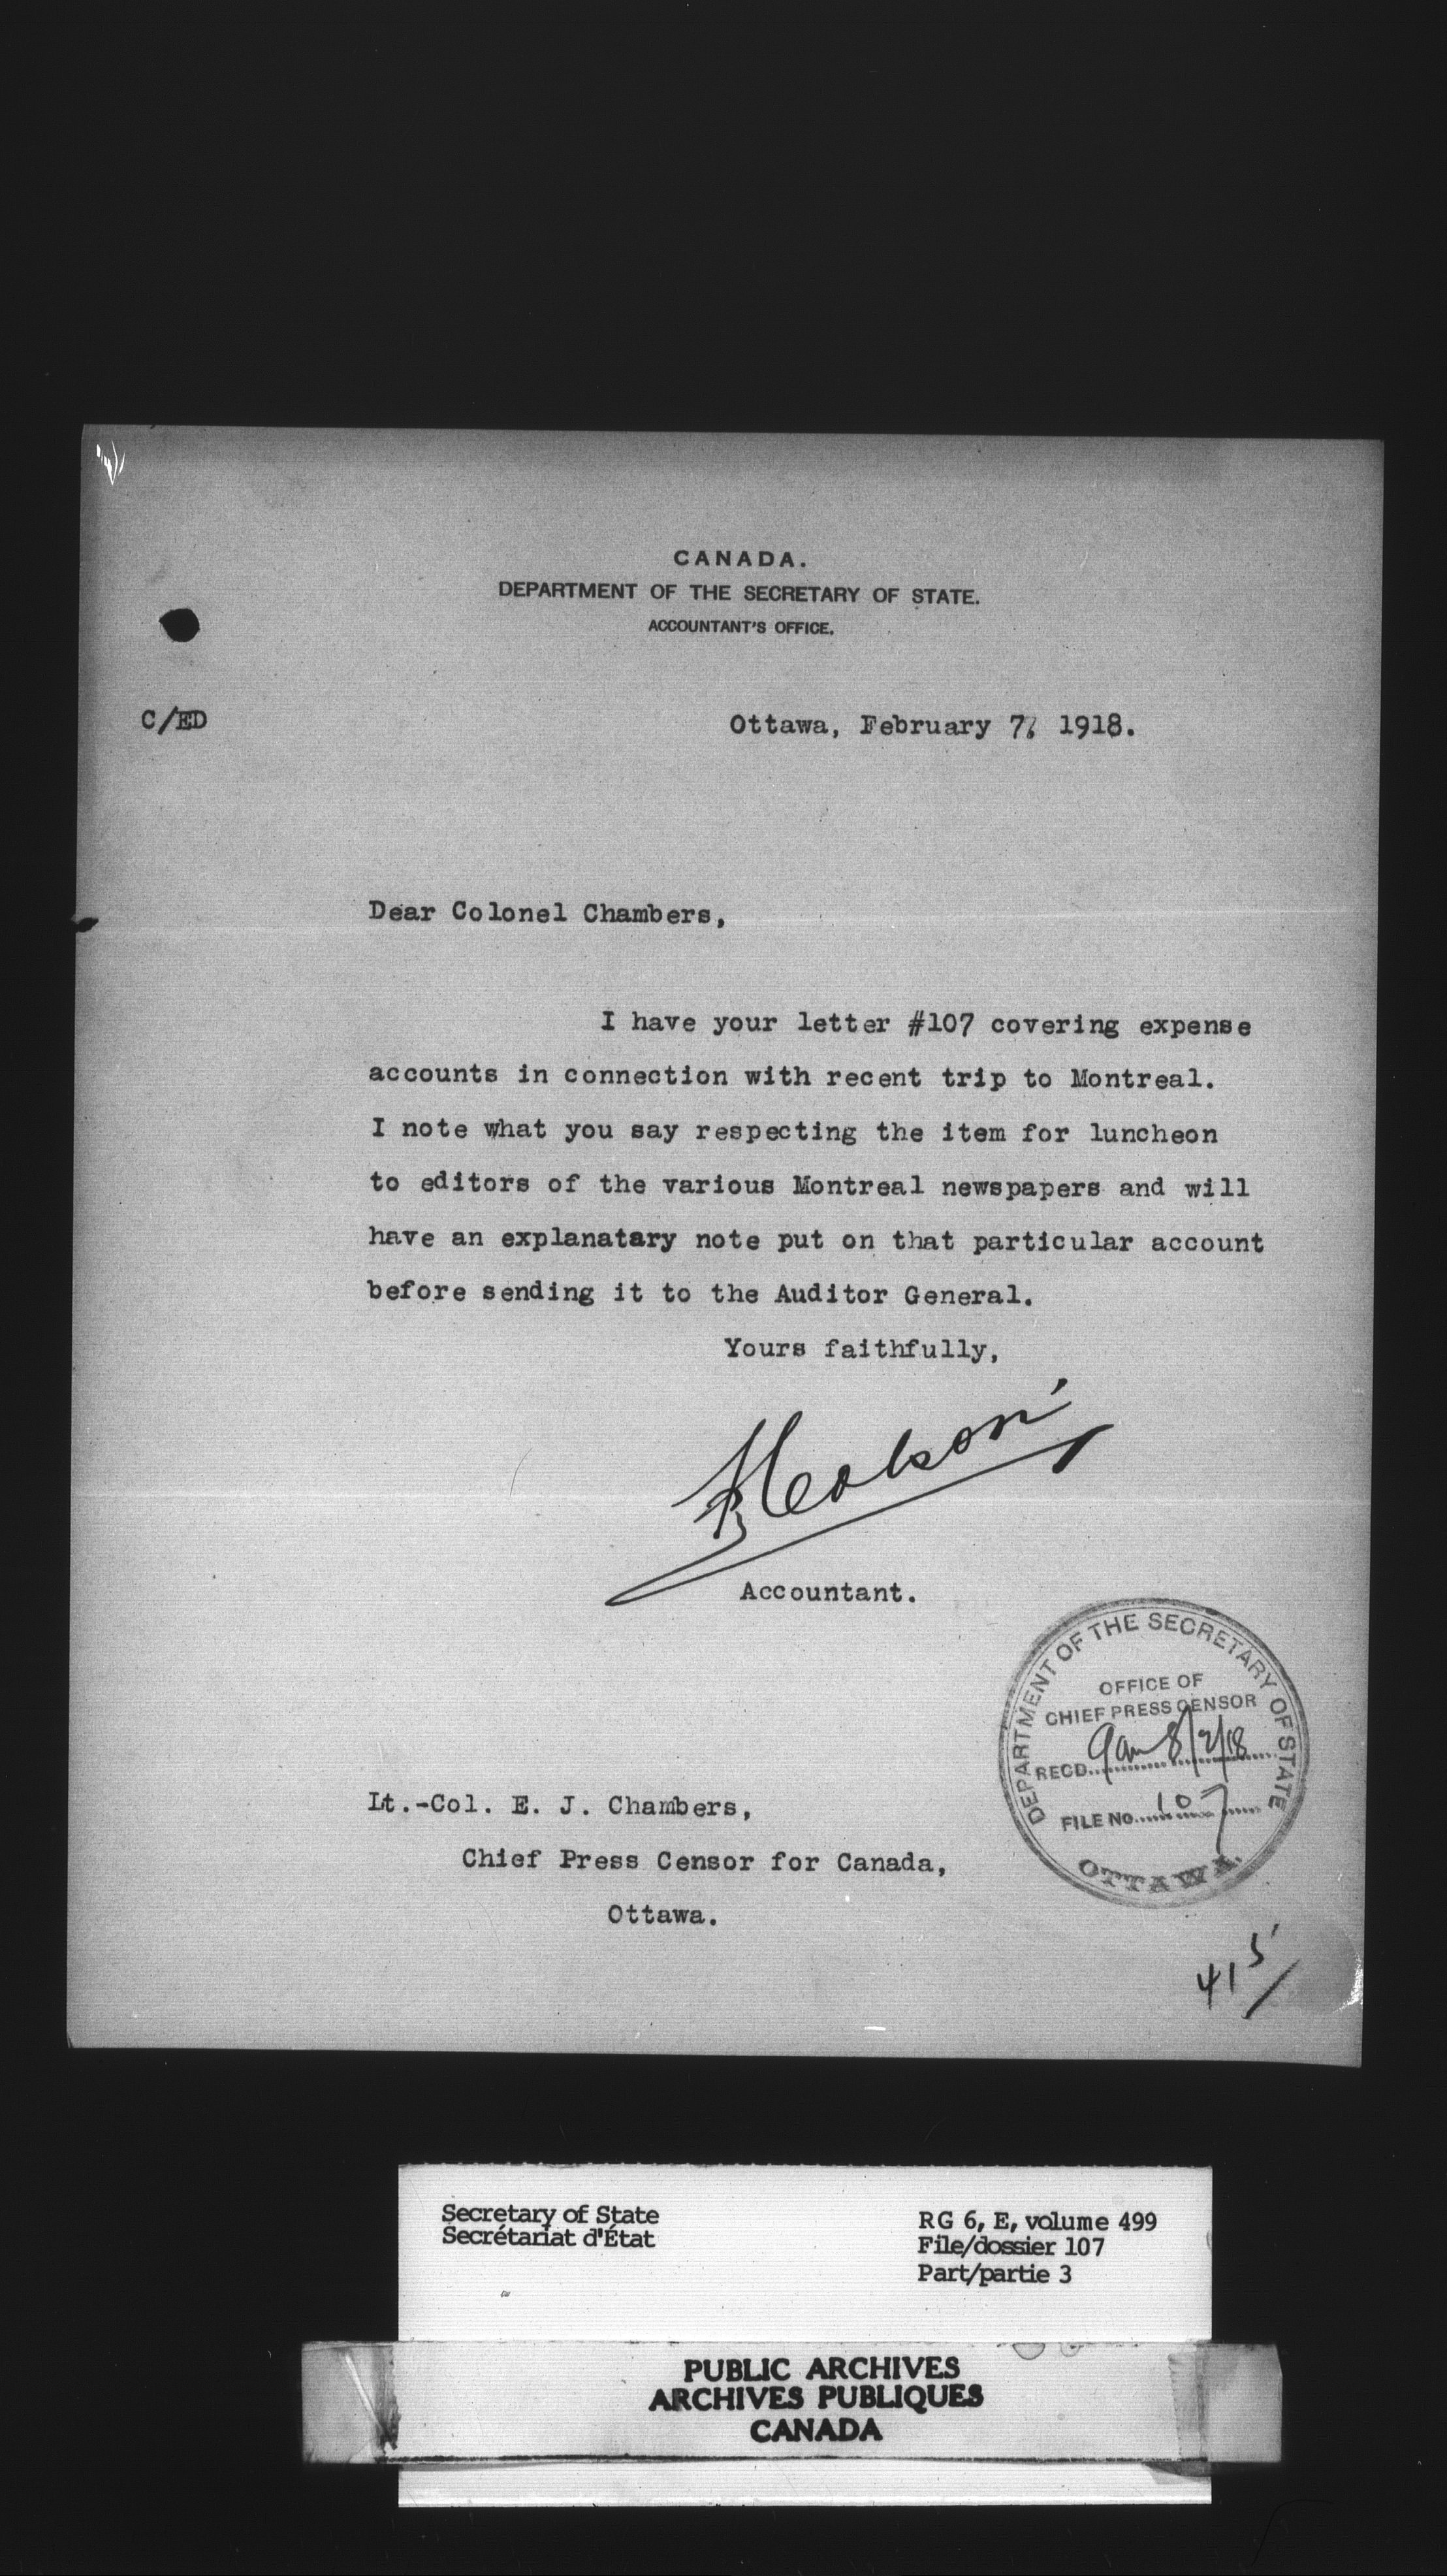 CANADA.
DEPARTMENT OF THE SECRETARY OF STATE.
ACCOUNTANT'S OFFICE.
C/ED
Ottawa, February 7, 1918.
Dear Colonel Chambers,
I have your letter #107 covering expense
accounts in connection with recent trip to Montreal.
I note what you say respecting the item for luncheon
to editors of the various Montreal newspapers and will
have an explanatary note put on that particular account
before sending it to the Auditor General.
Yours faithfully,
Accountant.
DEPARTMENT OF THE SECRETARY OF STATE
OFFICE OF
CHIEF PRESS CENSOR
RECD. 9am 8/2/18
FILE No. 107
OTTAWA.
Lt.-Col. E. J. Chambers,
Chief Press Censor for Canada,
Ottawa.
415
Secretary of State
Secrétariat d'État
RG 6, E, volume 499
File/dossier 107
Part/partie 3
PUBLIC ARCHIVES
ARCHIVES PUBLIQUES
CANADA